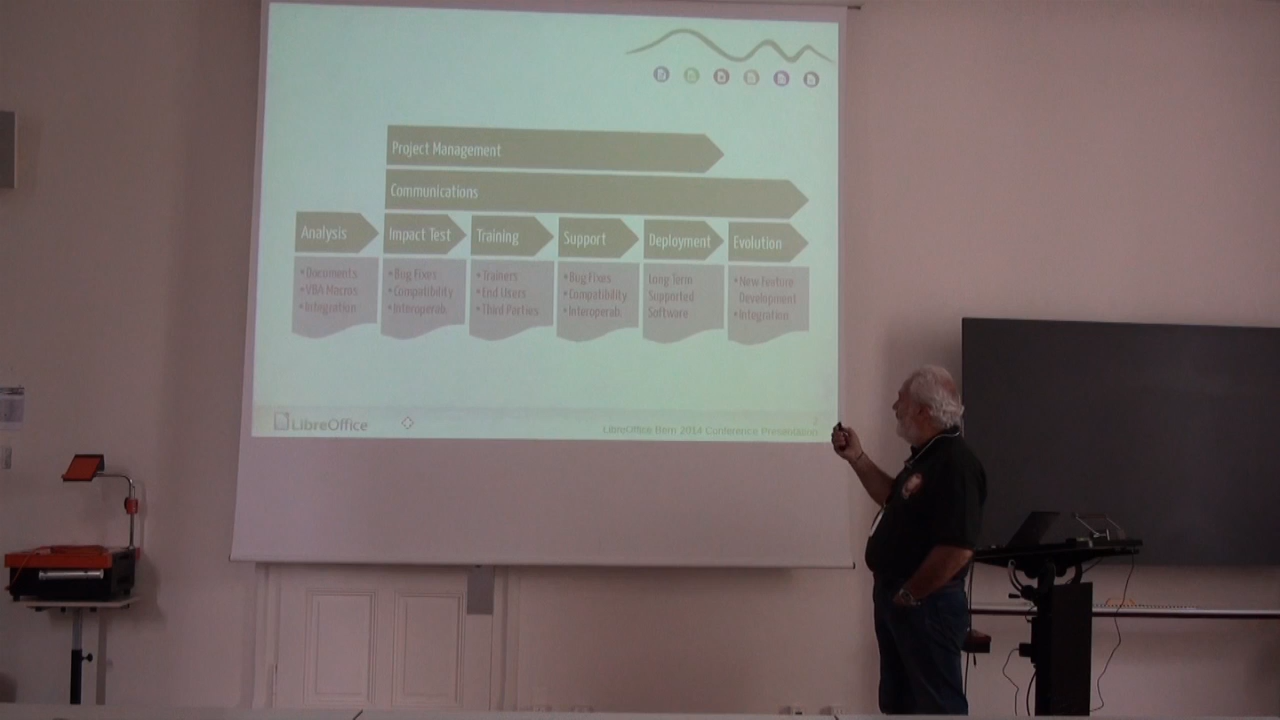 Project Management
Communications
Analysis
Impact Test
Training
Support
Deployment
Evolution
•Documents
•VBA Macros
•Integration
•Bug Fixes
•Compatibility
•Interoperab.
•Trainers
•End Users
•Third Parties
•Bug Fixes
•Compatibility
•Interoperab.
Long Term
Supported
Software
•New Feature
Development
•Integration
LibreOffice
LibreOffice Bern 2014 Conference Presentation